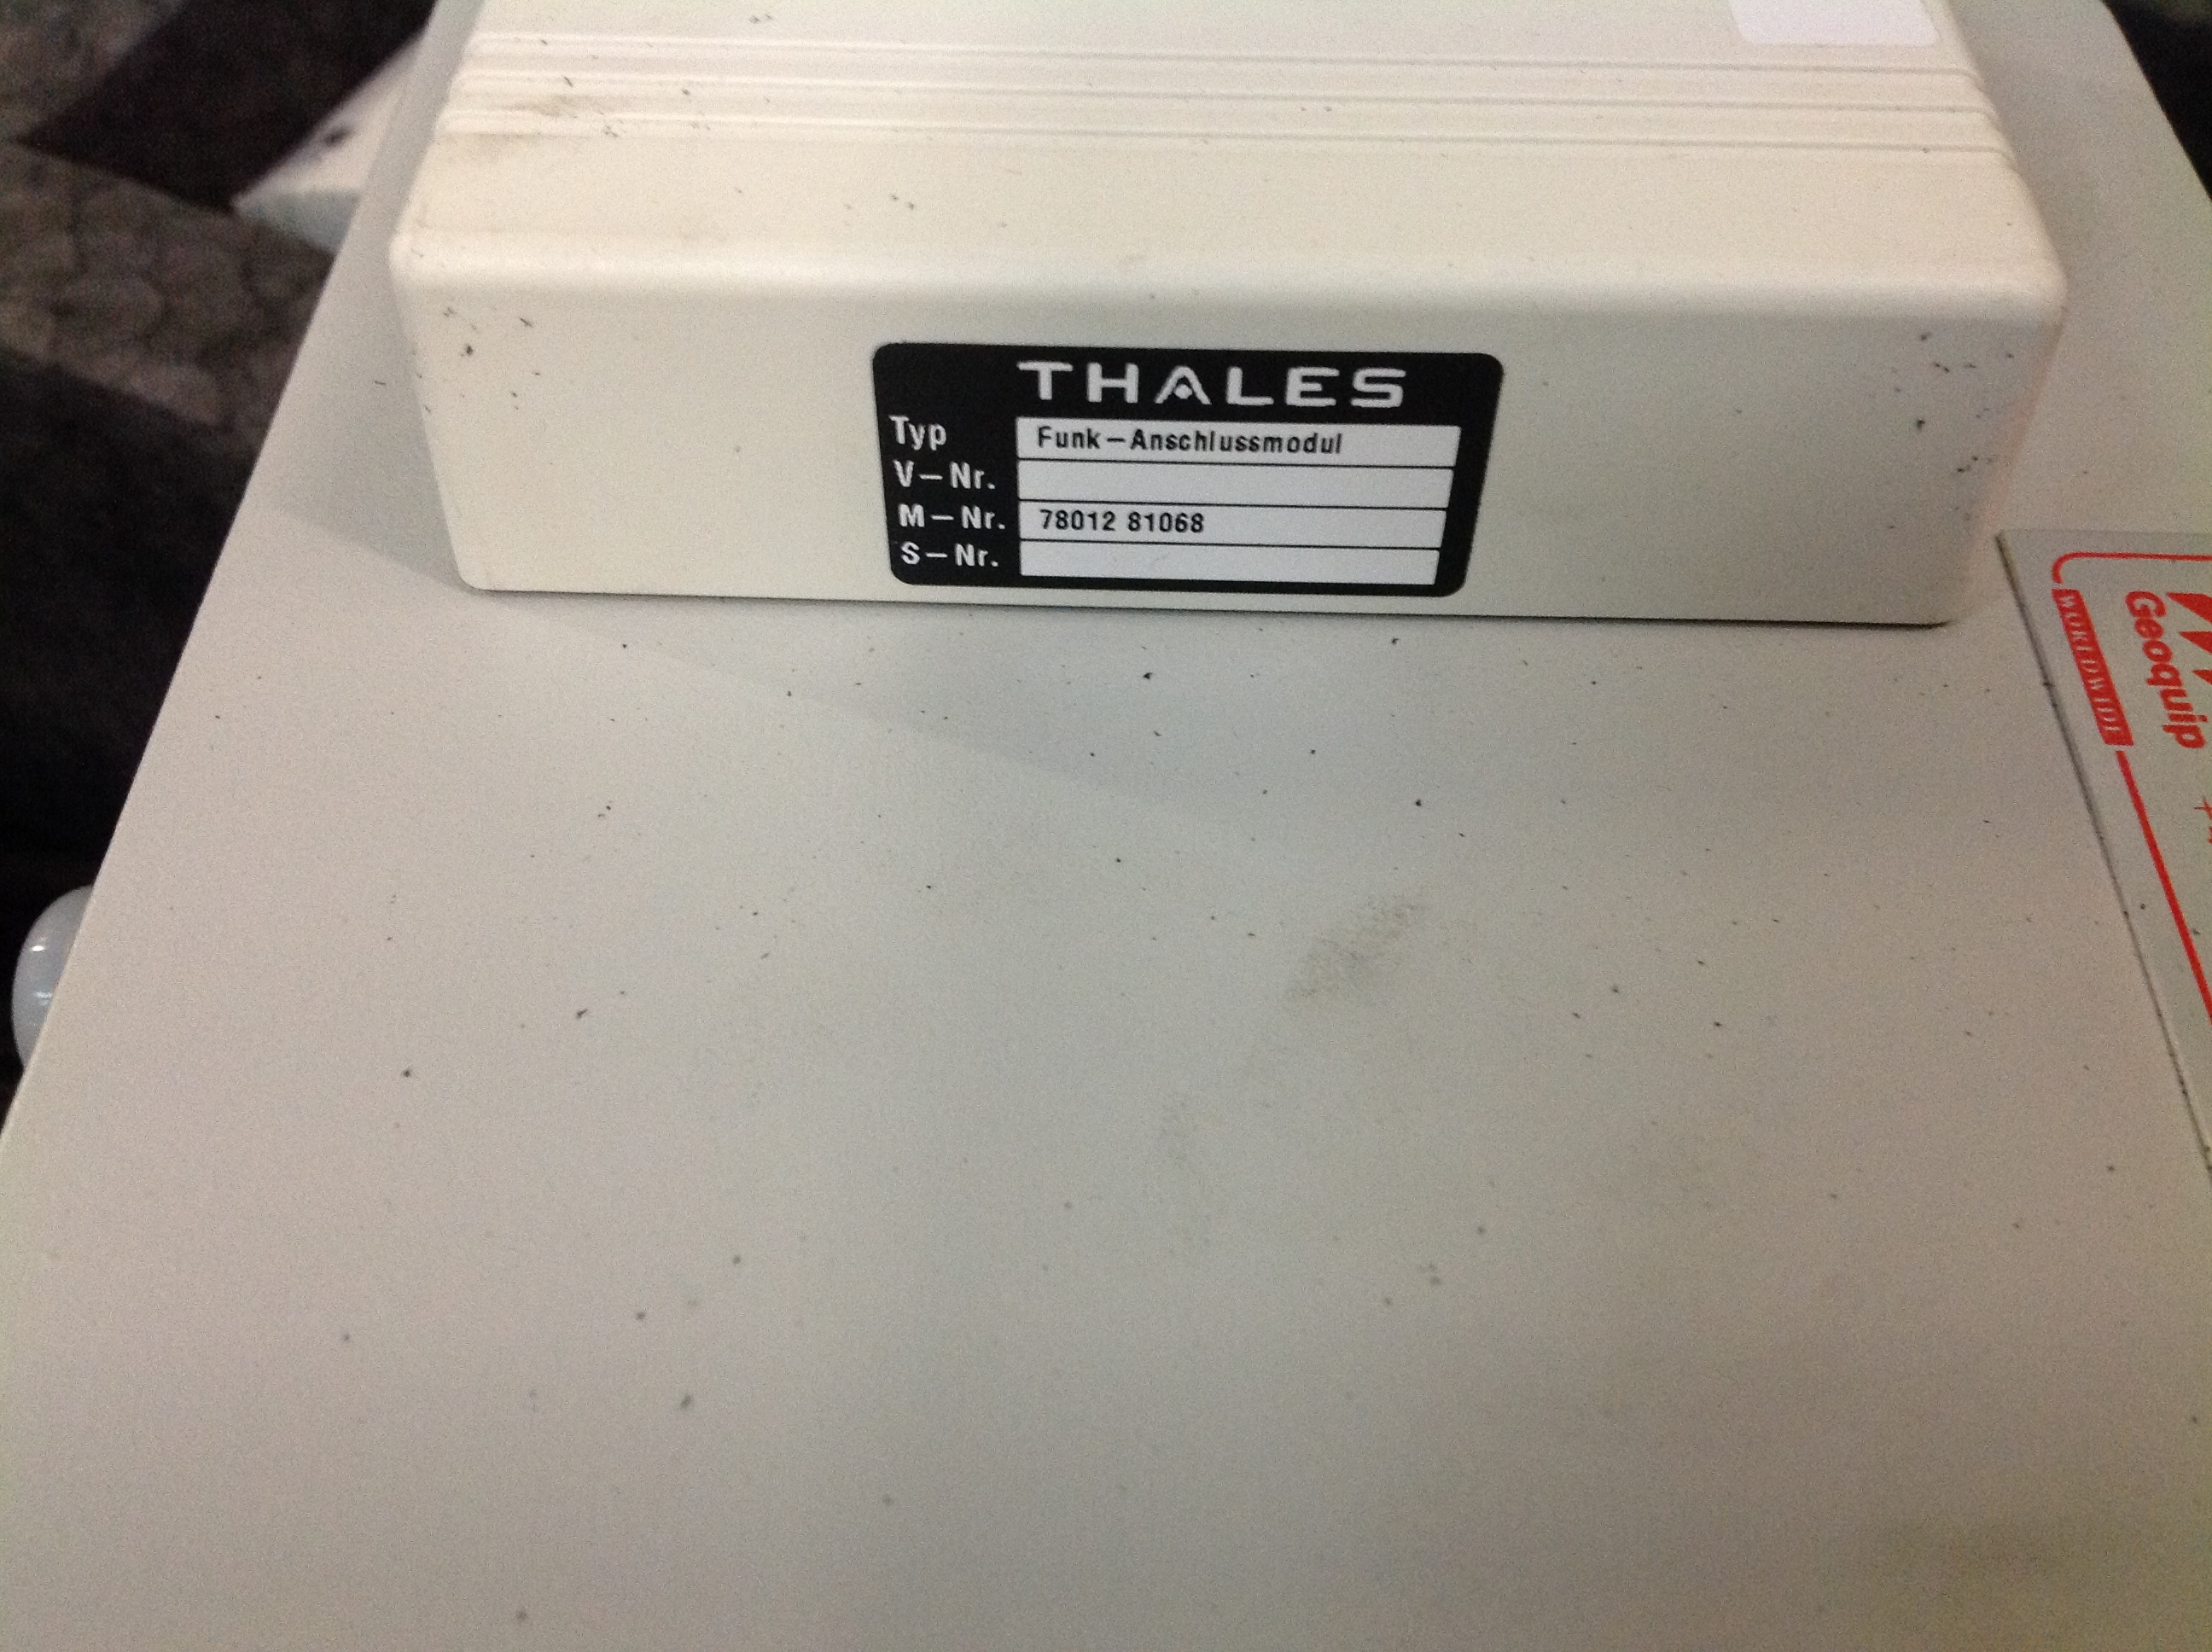 THALES
Typ Funk–Anschlussmodul
V–Nr.
M–Nr. 78012 81068
S–Nr.
Geoquip
WORLDWIDE